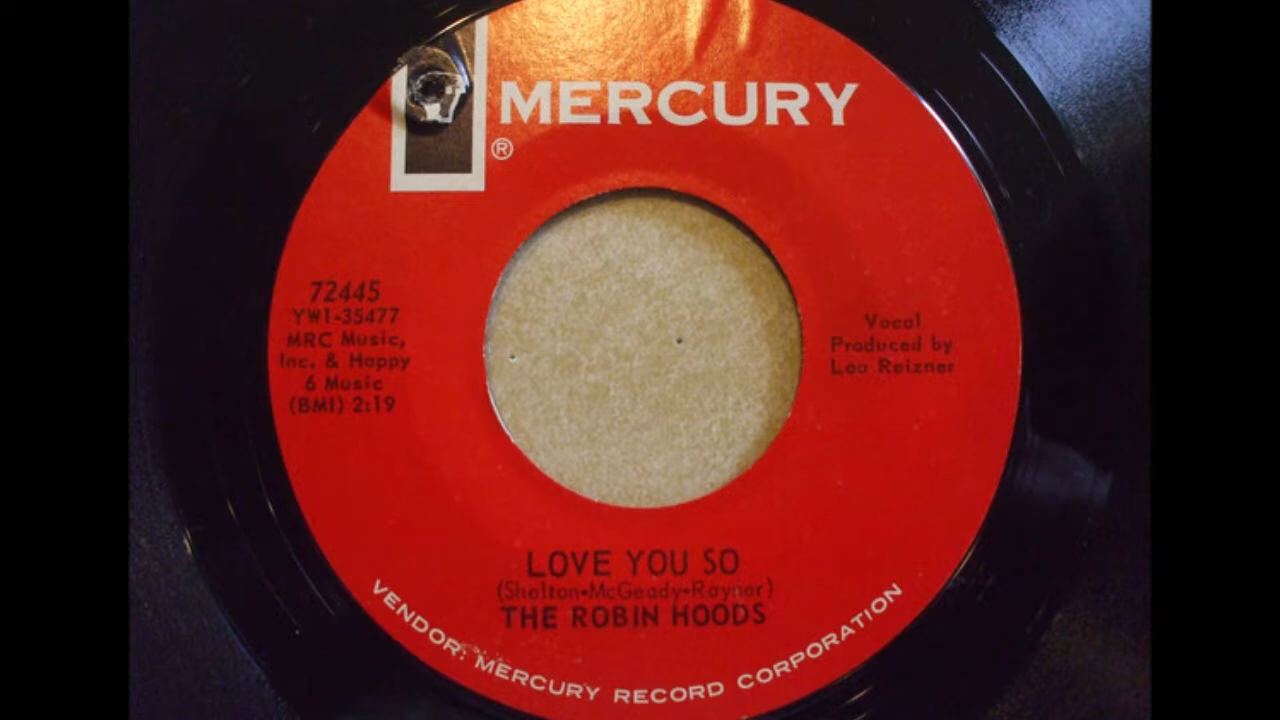 MERCURY
®
72445
YW1-35477
MRC Music,
Inc. & Happy
6 Music
(BMI) 2:19
Vocal
Produced by
Lou Reizner
LOVE YOU SO
(Shelton-McGeady-Rayner)
THE ROBIN HOODS
VENDOR: MERCURY RECORD CORPORATION